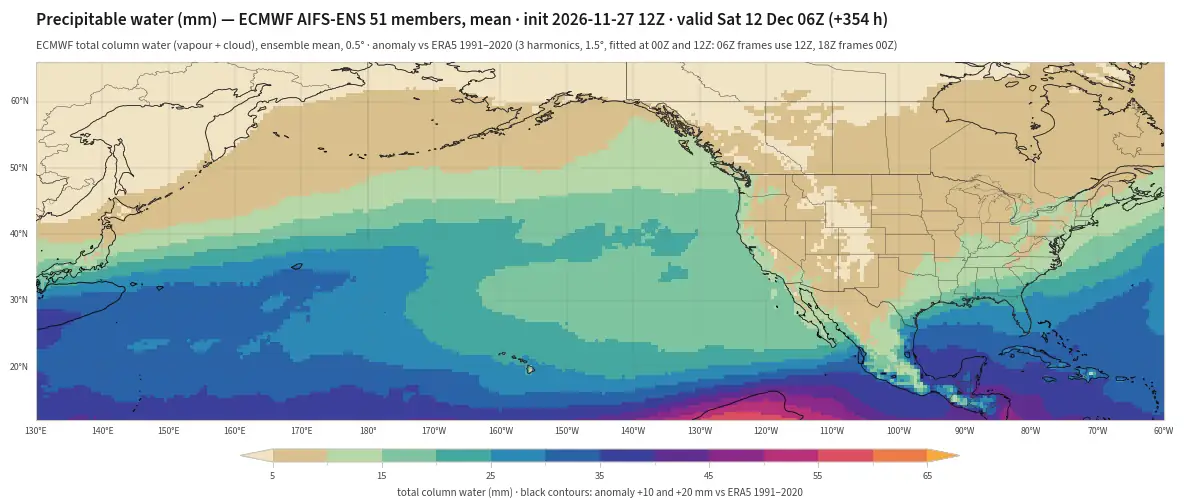 Precipitable water (mm) — ECMWF AIFS-ENS 51 members, mean · init 2026-11-27 12Z · valid Sat 12 Dec 06Z (+354 h)
ECMWF total column water (vapour + cloud), ensemble mean, 0.5° · anomaly vs ERA5 1991–2020 (3 harmonics, 1.5°, fitted at 00Z and 12Z: 06Z frames use 12Z, 18Z frames 00Z)
60°N
50°N
40°N
30°N
20°N
130°E 140°E 150°E 160°E 170°E 180° 170°W 160°W 150°W 140°W 130°W 120°W 110°W 100°W 90°W 80°W 70°W 60°W
5 15 25 35 45 55 65
total column water (mm) · black contours: anomaly +10 and +20 mm vs ERA5 1991–2020